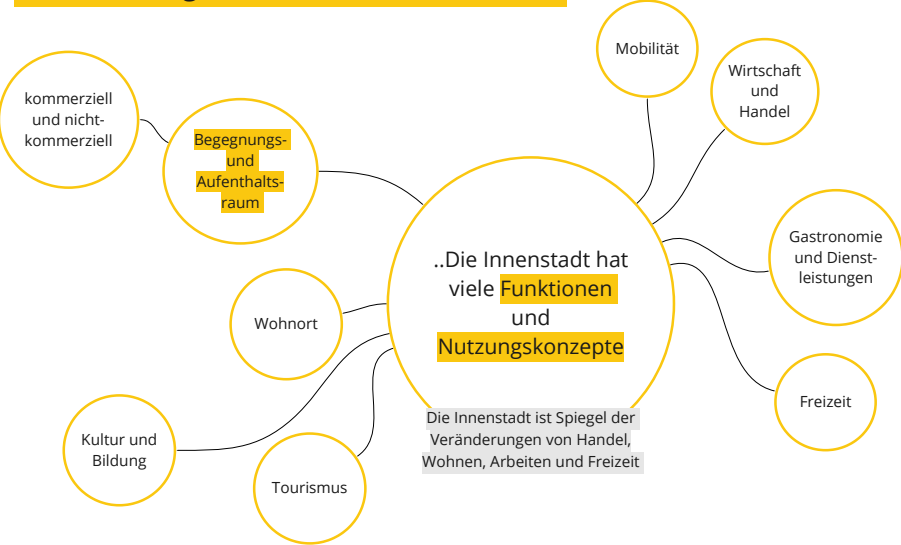 Mobilität
Wirtschaft
und
Handel
kommerziell
und nicht-
kommerziell
Begegnungs-
und
Aufenthalts-
raum
Gastronomie
und Dienst-
leistungen
..Die Innenstadt hat
viele Funktionen
und
Nutzungskonzepte
Wohnort
Freizeit
Die Innenstadt ist Spiegel der
Veränderungen von Handel,
Wohnen, Arbeiten und Freizeit
Kultur und
Bildung
Tourismus